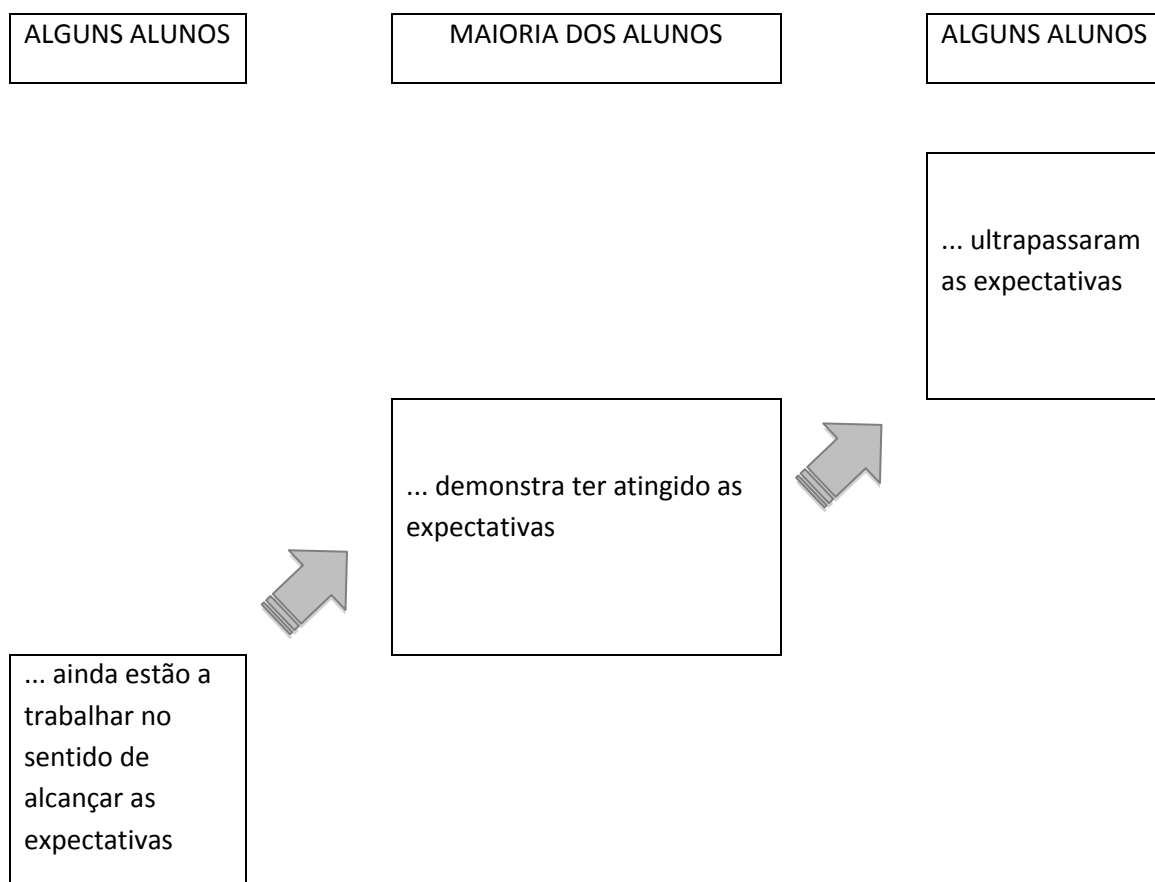 ALGUNS ALUNOS
MAIORIA DOS ALUNOS
ALGUNS ALUNOS
... ultrapassaram
as expectativas
... demonstra ter atingido as
expectativas
... ainda estão a
trabalhar no
sentido de
alcançar as
expectativas